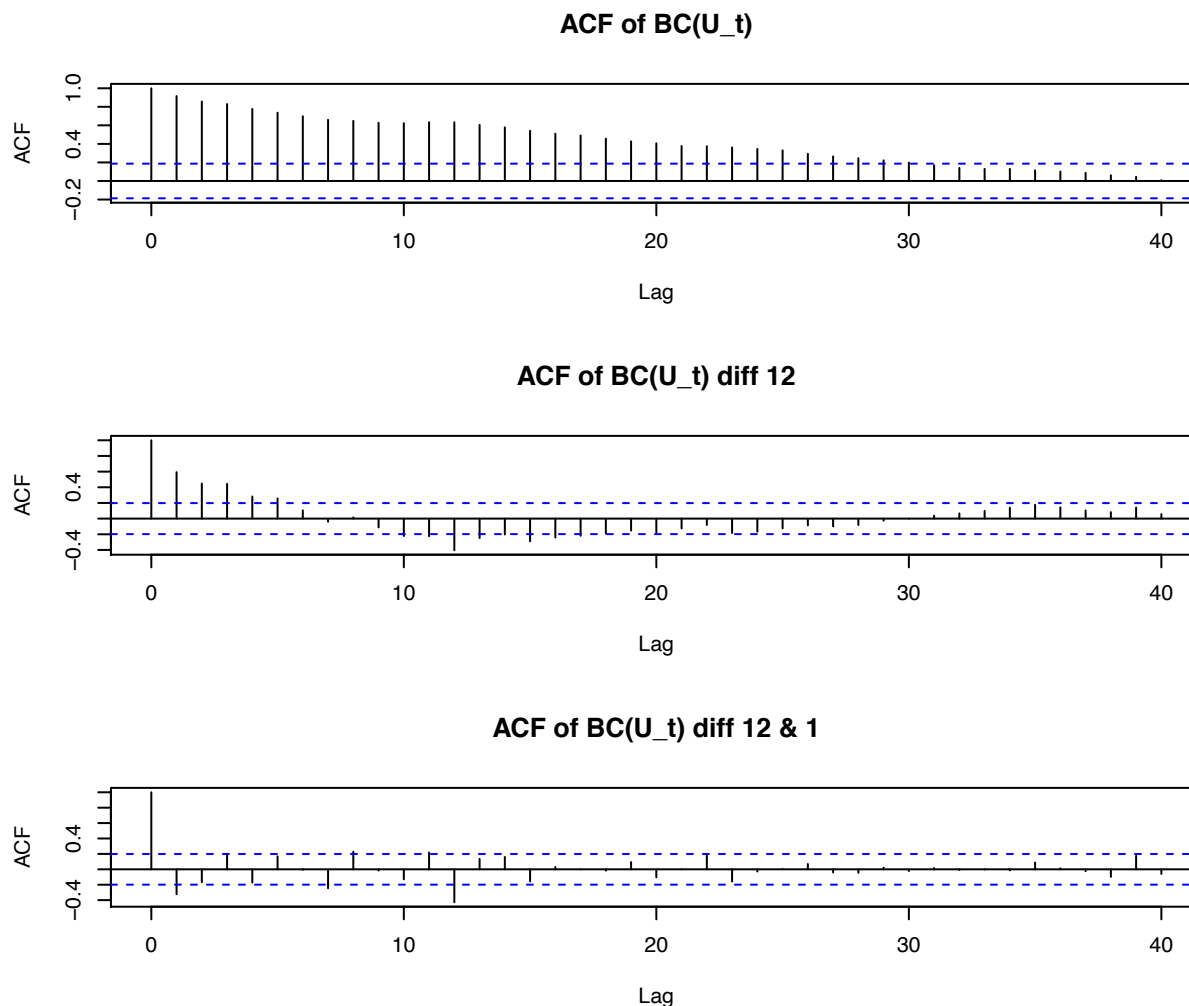 ACF of BC(U_t)
ACF
−0.2 0.4 1.0
0 10 20 30 40
Lag
ACF of BC(U_t) diff 12
ACF
−0.4 0.4
0 10 20 30 40
Lag
ACF of BC(U_t) diff 12 & 1
ACF
−0.4 0.4
0 10 20 30 40
Lag